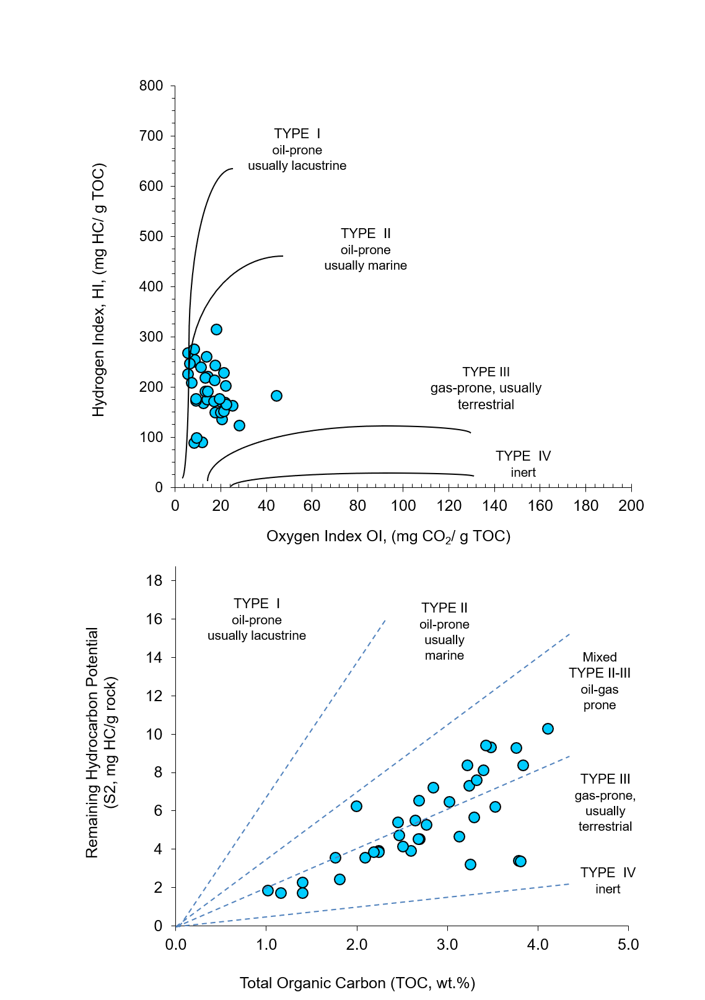 800
700
600
500
400
300
200
100
0
Hydrogen Index, HI, (mg HC/ g TOC)
TYPE I
oil-prone
usually lacustrine
TYPE II
oil-prone
usually marine
TYPE III
gas-prone, usually
terrestrial
TYPE IV
inert
0 20 40 60 80 100 120 140 160 180 200
Oxygen Index OI, (mg CO₂/ g TOC)
18
16
14
12
10
8
6
4
2
0
Remaining Hydrocarbon Potential
(S2, mg HC/g rock)
TYPE I
oil-prone
usually lacustrine
TYPE II
oil-prone
usually
marine
Mixed
TYPE II-III
oil-gas
prone
TYPE III
gas-prone,
usually
terrestrial
TYPE IV
inert
0.0 1.0 2.0 3.0 4.0 5.0
Total Organic Carbon (TOC, wt.%)